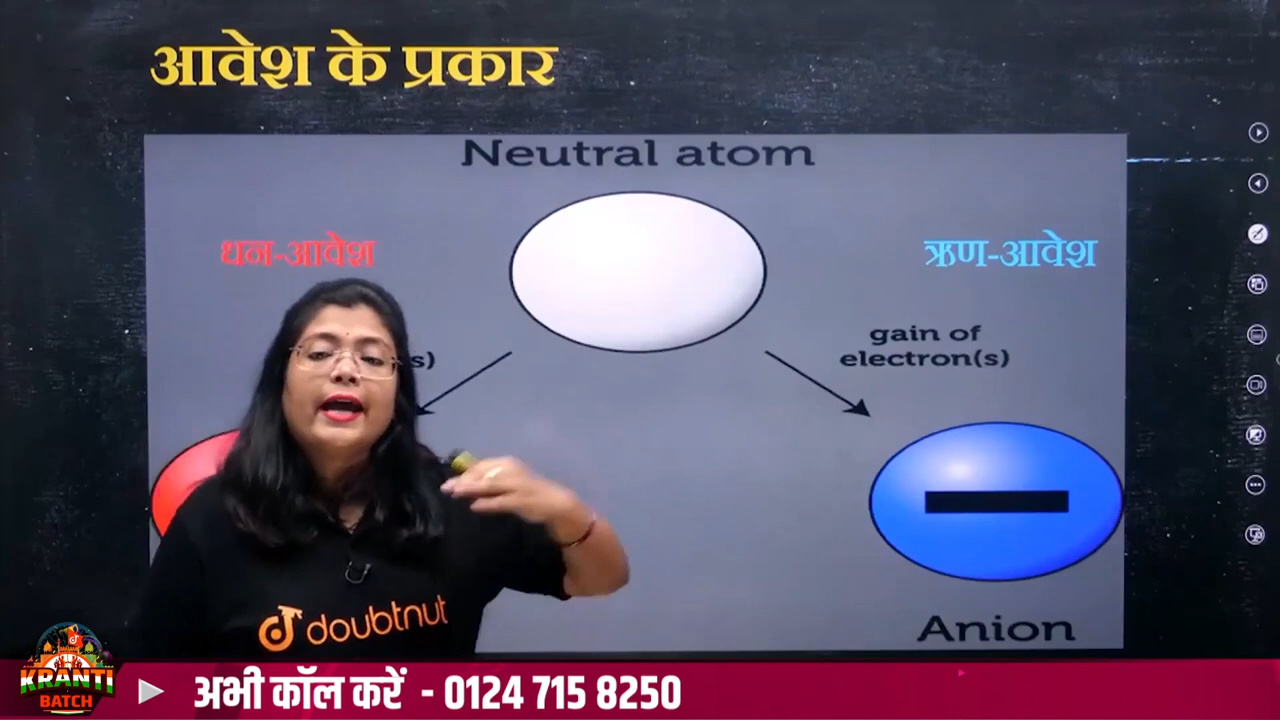 आवेश के प्रकार
Neutral atom
धन-आवेश
ऋण-आवेश
gain of
electron(s)
s)
Anion
doubtnut
KRANTI
BATCH
अभी कॉल करें - 0124 715 8250